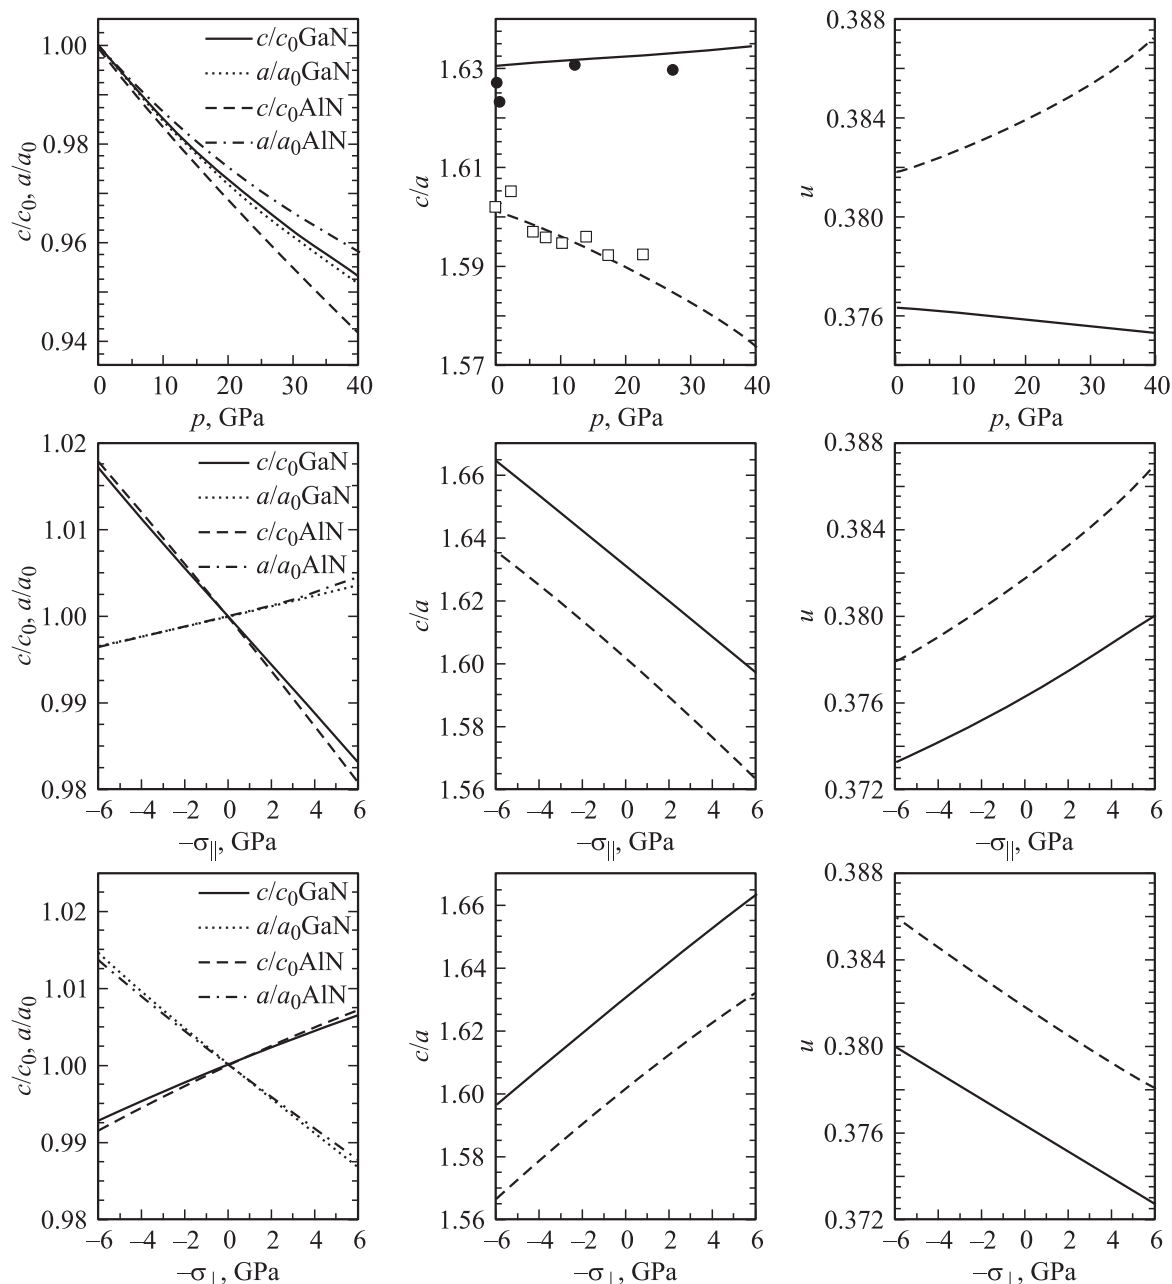 1.00
0.98
0.96
0.94
c/c₀, a/a₀
c/c₀GaN
a/a₀GaN
c/c₀AlN
a/a₀AlN
0 10 20 30 40
p, GPa
1.63
1.61
1.59
1.57
c/a
0 10 20 30 40
p, GPa
0.388
0.384
0.380
0.376
u
0 10 20 30 40
p, GPa
1.02
1.01
1.00
0.99
0.98
c/c₀, a/a₀
c/c₀GaN
a/a₀GaN
c/c₀AlN
a/a₀AlN
–6 –4 –2 0 2 4 6
–σ||, GPa
1.66
1.64
1.62
1.60
1.58
1.56
c/a
–6 –4 –2 0 2 4 6
–σ||, GPa
0.388
0.384
0.380
0.376
0.372
u
–6 –4 –2 0 2 4 6
–σ||, GPa
1.02
1.01
1.00
0.99
0.98
c/c₀, a/a₀
c/c₀GaN
a/a₀GaN
c/c₀AlN
a/a₀AlN
–6 –4 –2 0 2 4 6
–σ⊥, GPa
1.66
1.64
1.62
1.60
1.58
1.56
c/a
–6 –4 –2 0 2 4 6
–σ⊥, GPa
0.388
0.384
0.380
0.376
0.372
u
–6 –4 –2 0 2 4 6
–σ⊥, GPa